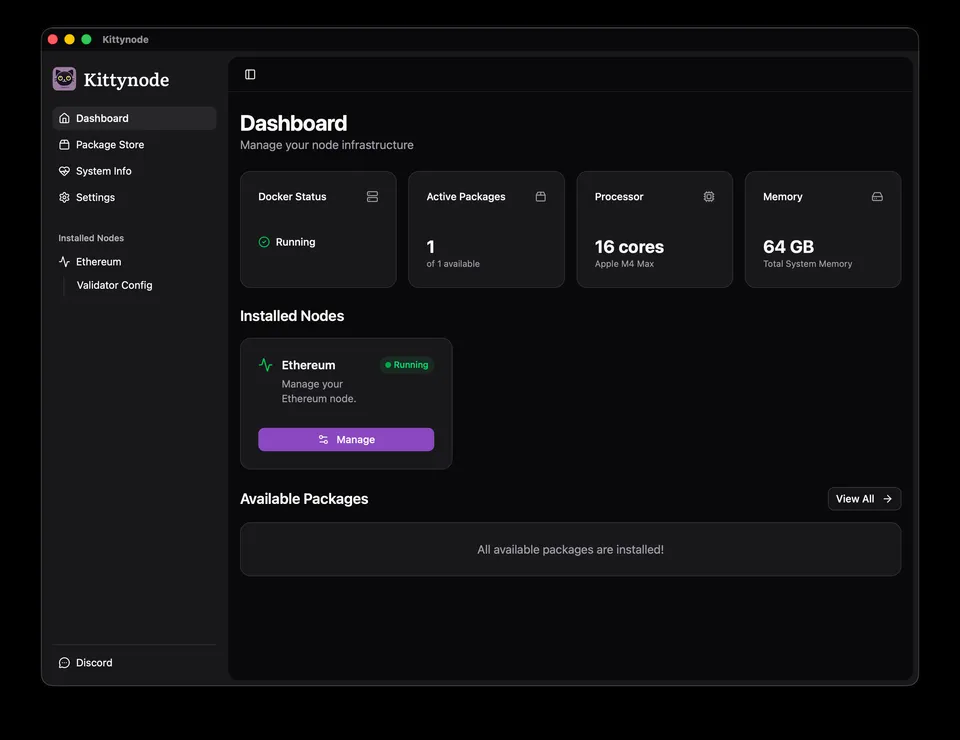 Kittynode
Kittynode
Dashboard
Package Store
System Info
Settings
Installed Nodes
Ethereum
Validator Config
Discord
Dashboard
Manage your node infrastructure
Docker Status
Running
Active Packages
1
of 1 available
Processor
16 cores
Apple M4 Max
Memory
64 GB
Total System Memory
Installed Nodes
Ethereum
Running
Manage your
Ethereum node.
Manage
Available Packages
View All
All available packages are installed!